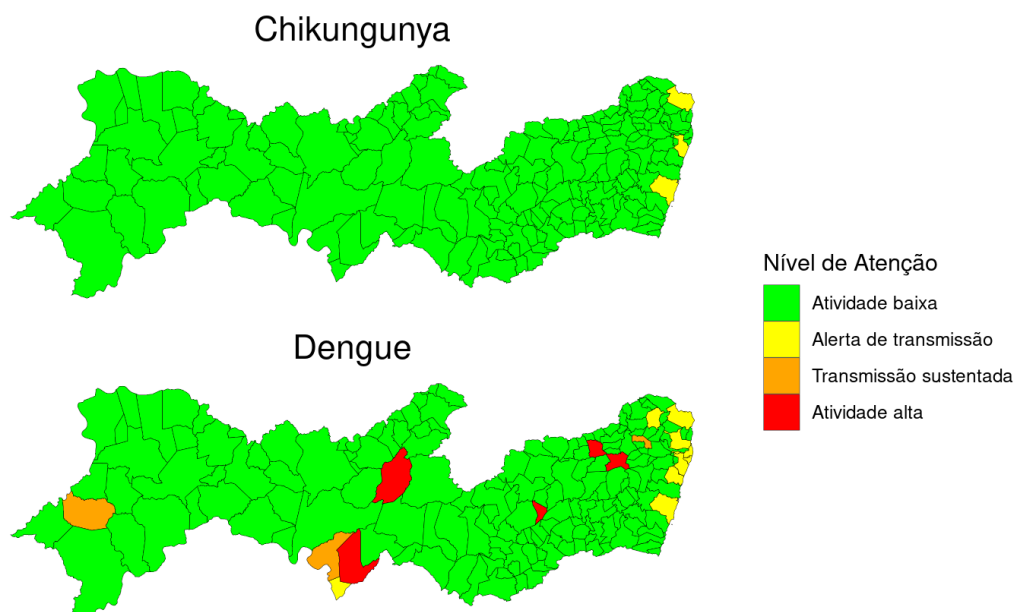 Chikungunya
Dengue
Nível de Atenção
Atividade baixa
Alerta de transmissão
Transmissão sustentada
Atividade alta